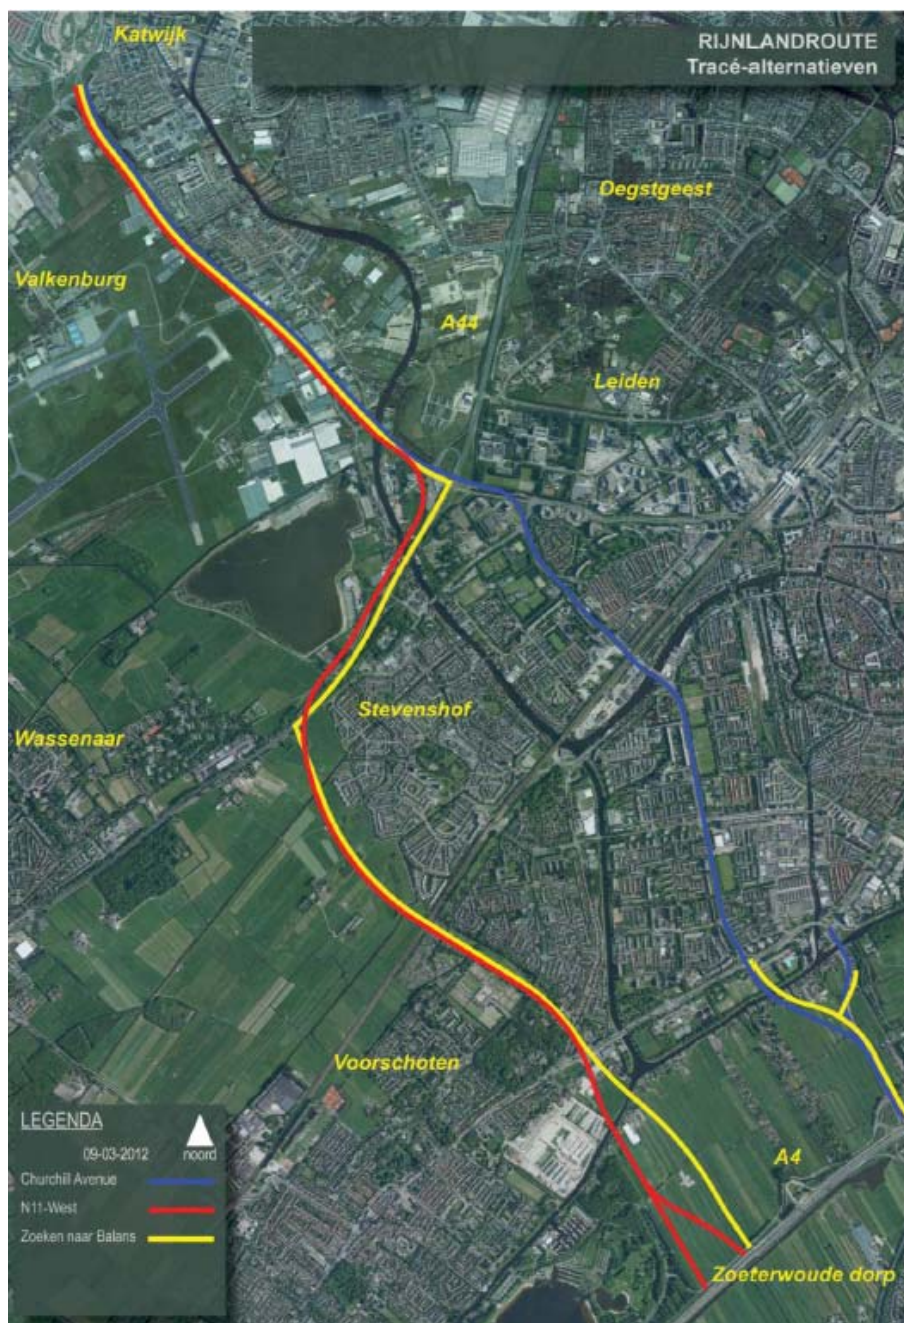 Katwijk
RIJNLANDROUTE
Tracé-alternatieven
Oegstgeest
Valkenburg
A44
Leiden
Stevenshof
Wassenaar
Voorschoten
A4
Zoeterwoude dorp
LEGENDA
09-03-2012
noord
Churchill Avenue
N11-West
Zoeken naar Balans